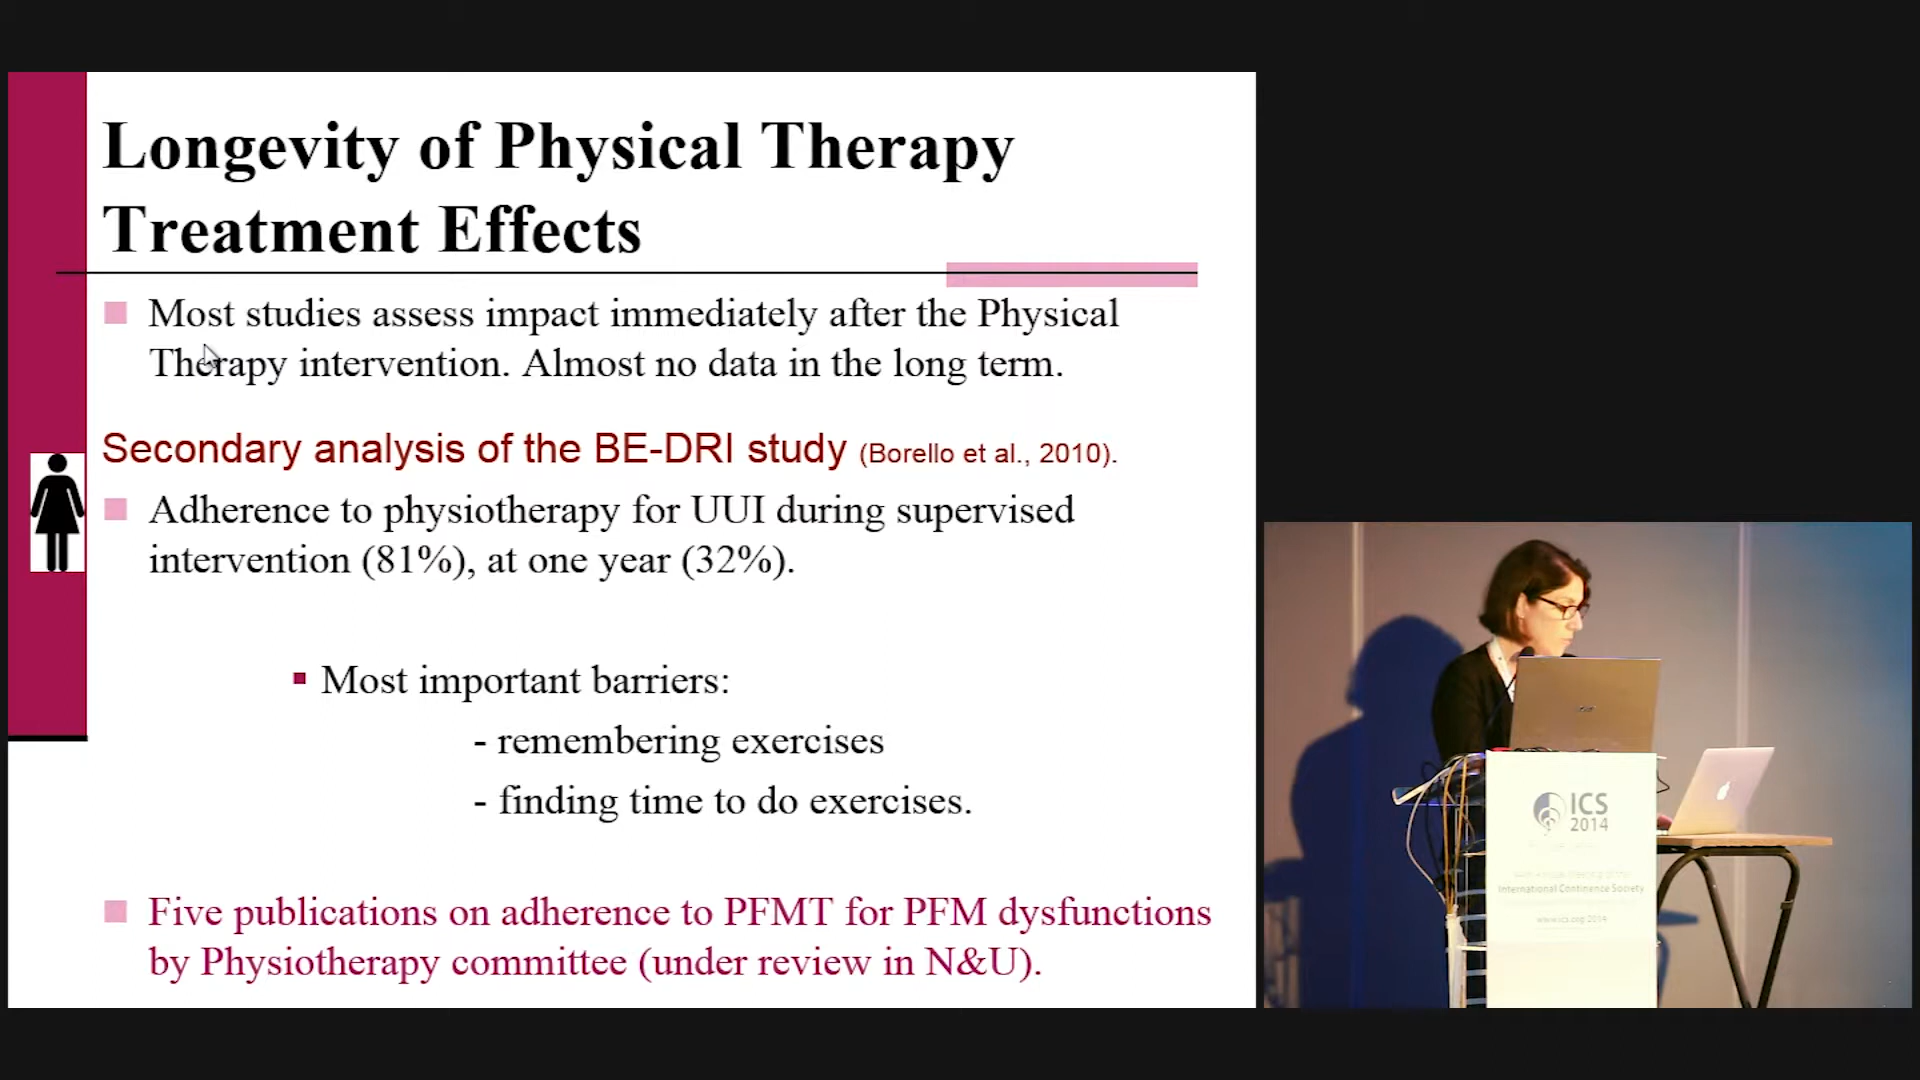 Longevity of Physical Therapy
Treatment Effects
Most studies assess impact immediately after the Physical
Therapy intervention. Almost no data in the long term.
Secondary analysis of the BE-DRI study (Borello et al., 2010).
Adherence to physiotherapy for UUI during supervised
intervention (81%), at one year (32%).
Most important barriers:
- remembering exercises
- finding time to do exercises.
Five publications on adherence to PFMT for PFM dysfunctions
by Physiotherapy committee (under review in N&U).
ICS
2014
International Continence Society